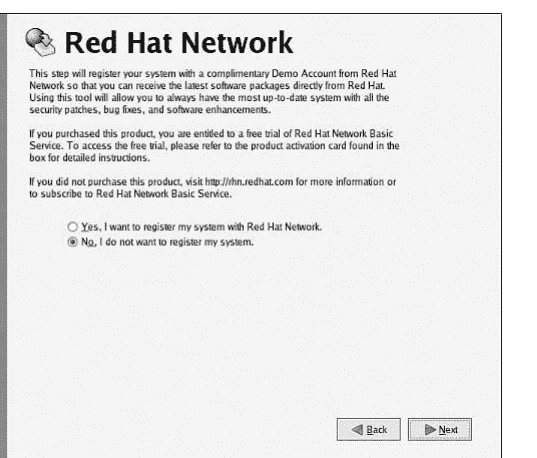 Red Hat Network
This step will register your system with a complimentary Demo Account from Red Hat
Network so that you can receive the latest software packages directly from Red Hat.
Using this tool will allow you to always have the most up-to-date system with all the
security patches, bug fixes, and software enhancements.
If you purchased this product, you are entitled to a free trial of Red Hat Network Basic
Service. To access the free trial, please refer to the product activation card found in the
box for detailed instructions.
If you did not purchase this product, visit http://rhn.redhat.com for more information or
to subscribe to Red Hat Network Basic Service.
Yes, I want to register my system with Red Hat Network.
No, I do not want to register my system.
Back
Next